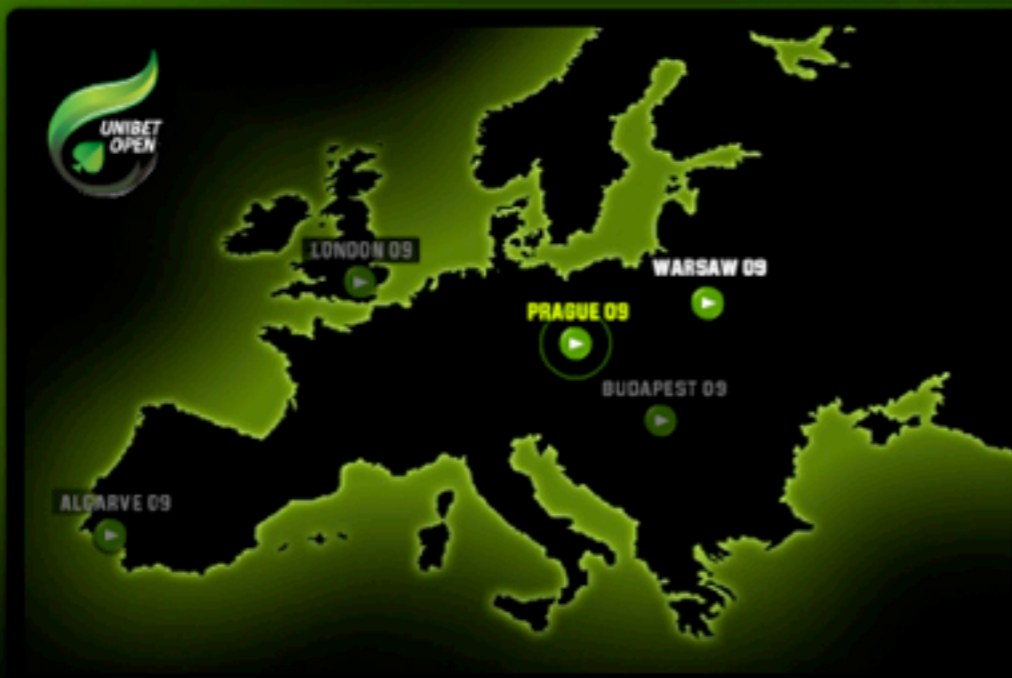 UNIBET
OPEN
LONDON 09
WARSAW 09
PRAGUE 09
BUDAPEST 09
ALGARVE 09